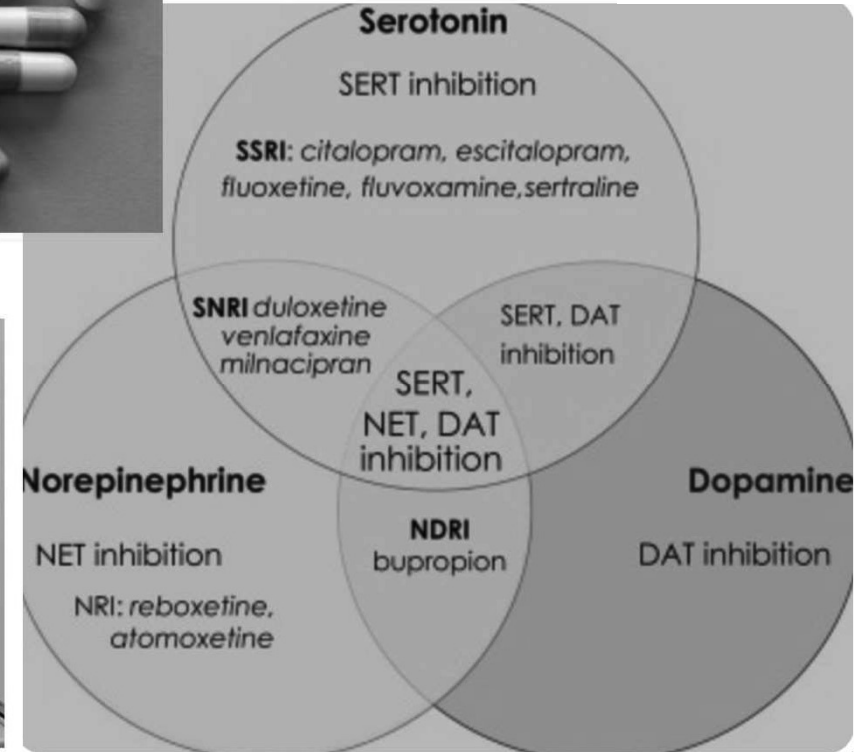 Serotonin
SERT inhibition
SSRI: citalopram, escitalopram,
fluoxetine, fluvoxamine,sertraline
SNRI duloxetine
venlafaxine
milnacipran
SERT, DAT
inhibition
SERT,
NET, DAT
inhibition
Norepinephrine
NET inhibition
NRI: reboxetine,
atomoxetine
NDRI
bupropion
Dopamine
DAT inhibition